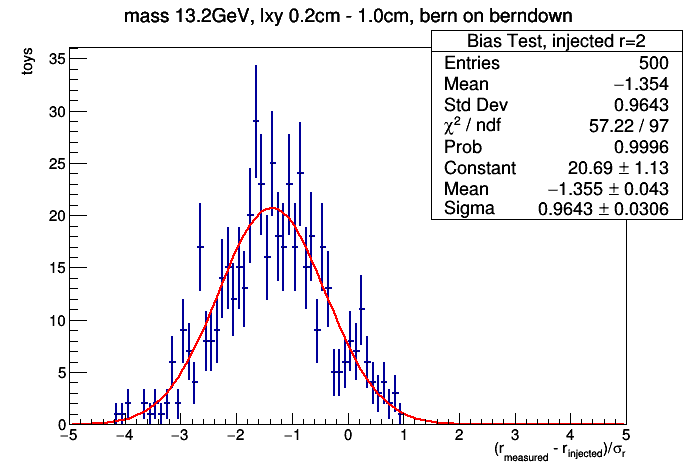 mass 13.2GeV, lxy 0.2cm - 1.0cm, bern on berndown
Bias Test, injected r=2
Entries 500
Mean −1.354
Std Dev 0.9643
χ² / ndf 57.22 / 97
Prob 0.9996
Constant 20.69 ± 1.13
Mean −1.355 ± 0.043
Sigma 0.9643 ± 0.0306
toys
35
30
25
20
15
10
5
0
−5 −4 −3 −2 −1 0 1 2 3 4 5
(r_measured - r_injected)/σ_r